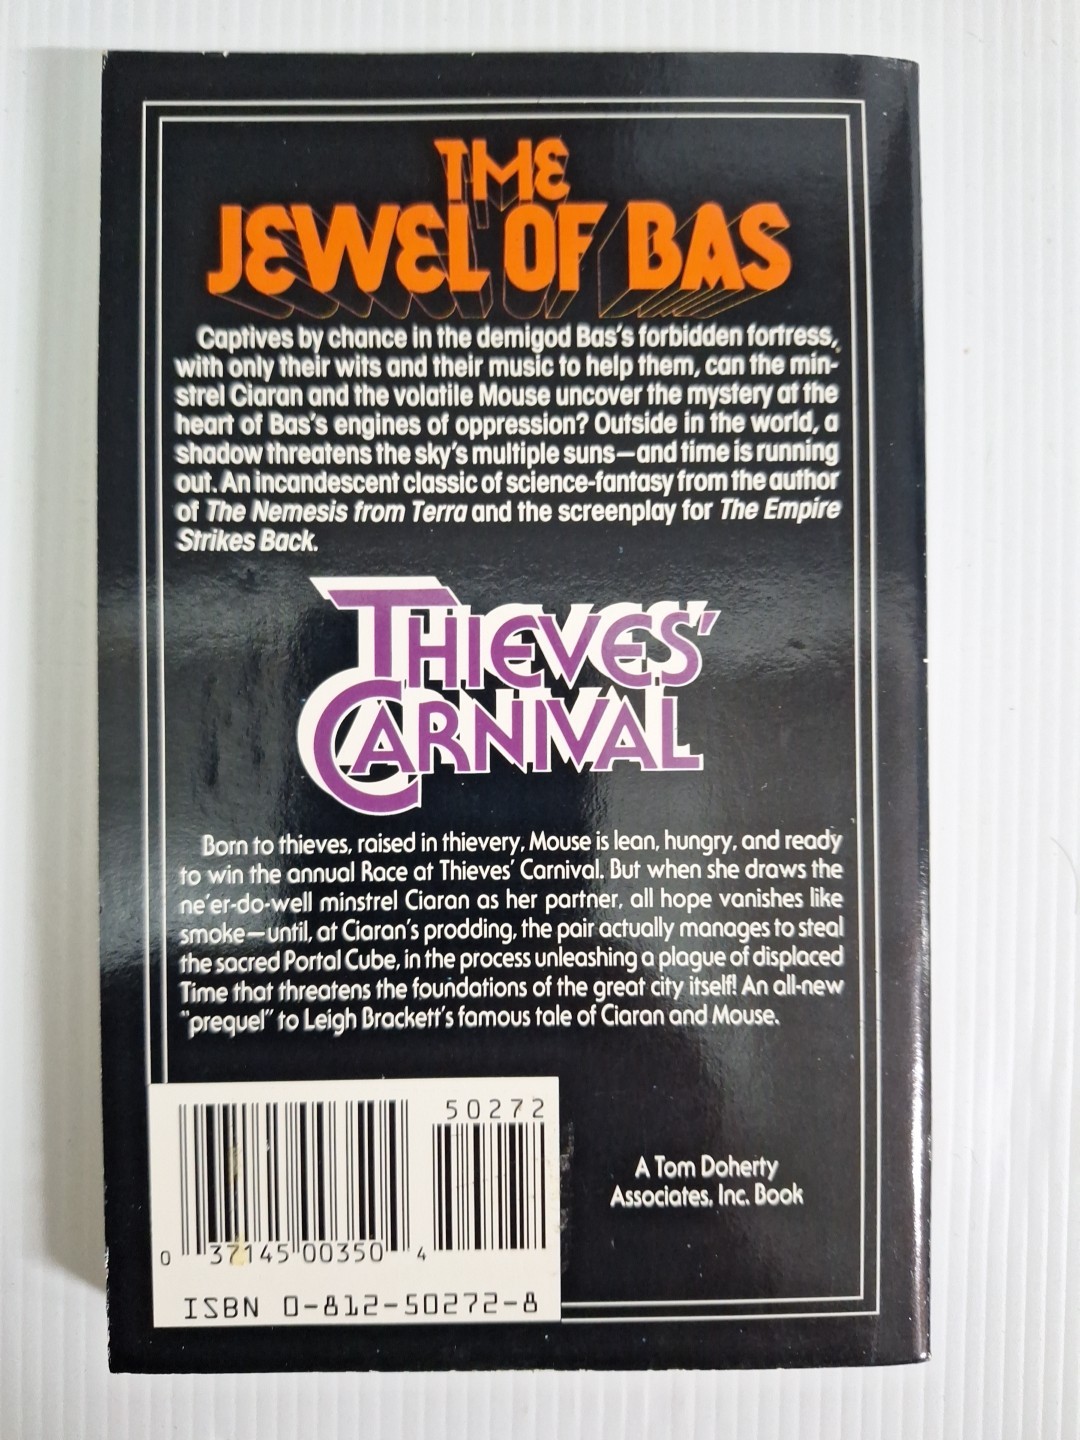 THE
JEWEL OF BAS
Captives by chance in the demigod Bas's forbidden fortress,
with only their wits and their music to help them, can the min-
strel Ciaran and the volatile Mouse uncover the mystery at the
heart of Bas's engines of oppression? Outside in the world, a
shadow threatens the sky's multiple suns—and time is running
out. An incandescent classic of science-fantasy from the author
of The Nemesis from Terra and the screenplay for The Empire
Strikes Back.
THIEVES'
CARNIVAL
Born to thieves, raised in thievery, Mouse is lean, hungry, and ready
to win the annual Race at Thieves' Carnival. But when she draws the
ne'er-do-well minstrel Ciaran as her partner, all hope vanishes like
smoke—until, at Ciaran's prodding, the pair actually manages to steal
the sacred Portal Cube, in the process unleashing a plague of displaced
Time that threatens the foundations of the great city itself! An all-new
"prequel" to Leigh Brackett's famous tale of Ciaran and Mouse.
50272
0 37145 00350 4
ISBN 0-812-50272-8
A Tom Doherty
Associates, Inc. Book